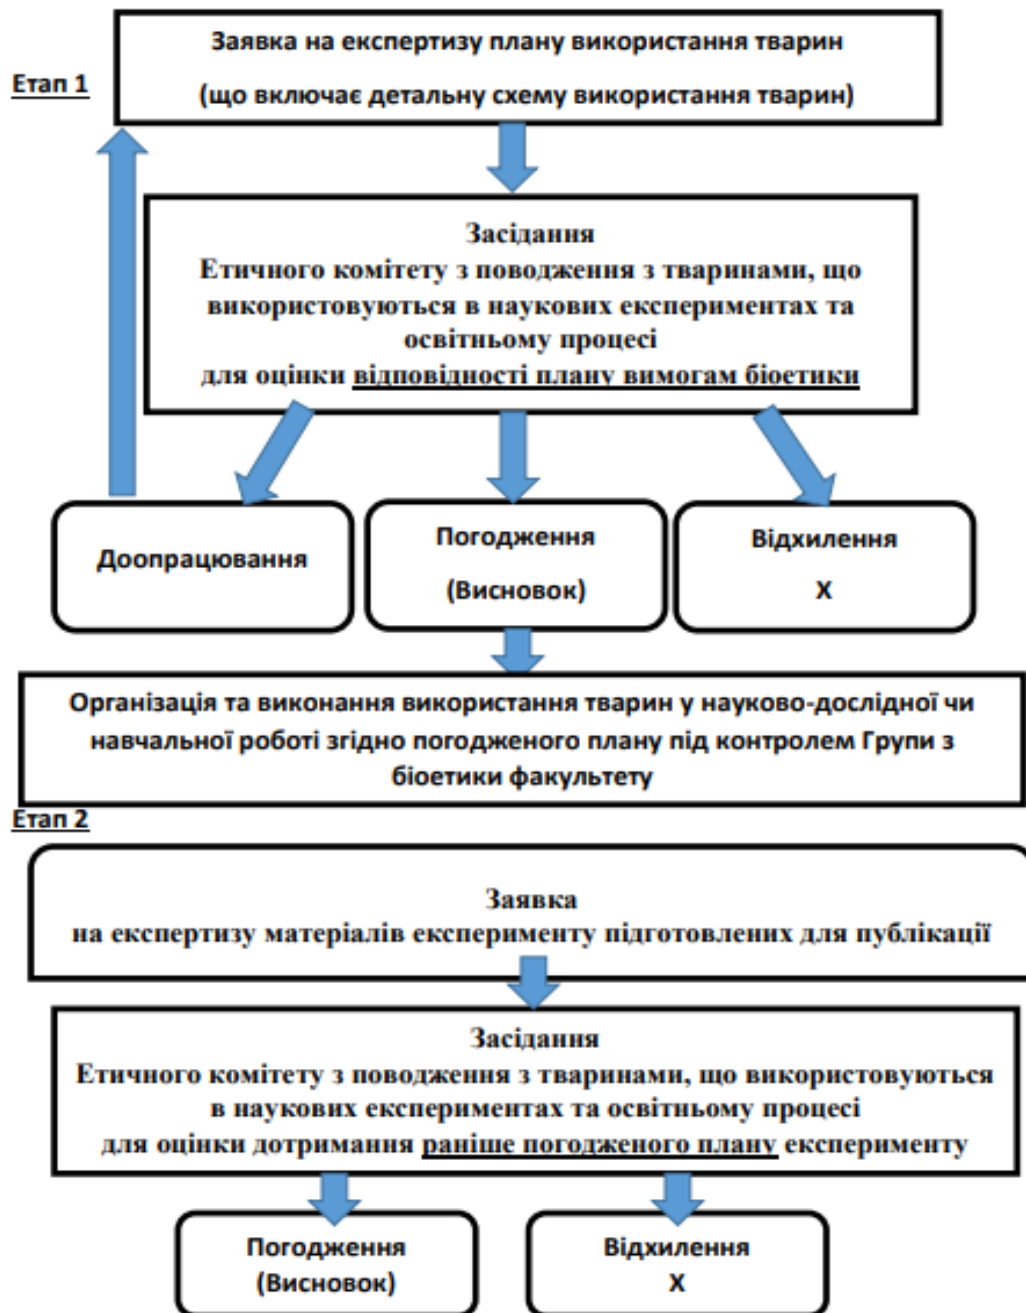 Заявка на експертизу плану використання тварин
Етап 1
(що включає детальну схему використання тварин)
Засідання
Етичного комітету з поводження з тваринами, що
використовуються в наукових експериментах та
освітньому процесі
для оцінки відповідності плану вимогам біоетики
Доопрацювання
Погодження
(Висновок)
Відхилення
Х
Організація та виконання використання тварин у науково-дослідної чи
навчальної роботі згідно погодженого плану під контролем Групи з
біоетики факультету
Етап 2
Заявка
на експертизу матеріалів експерименту підготовлених для публікації
Засідання
Етичного комітету з поводження з тваринами, що використовуються
в наукових експериментах та освітньому процесі
для оцінки дотримання раніше погодженого плану експерименту
Погодження
(Висновок)
Відхилення
Х